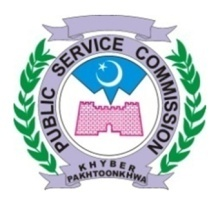 PUBLIC SERVICE COMMISSION
KHYBER
PAKHTOONKHWA